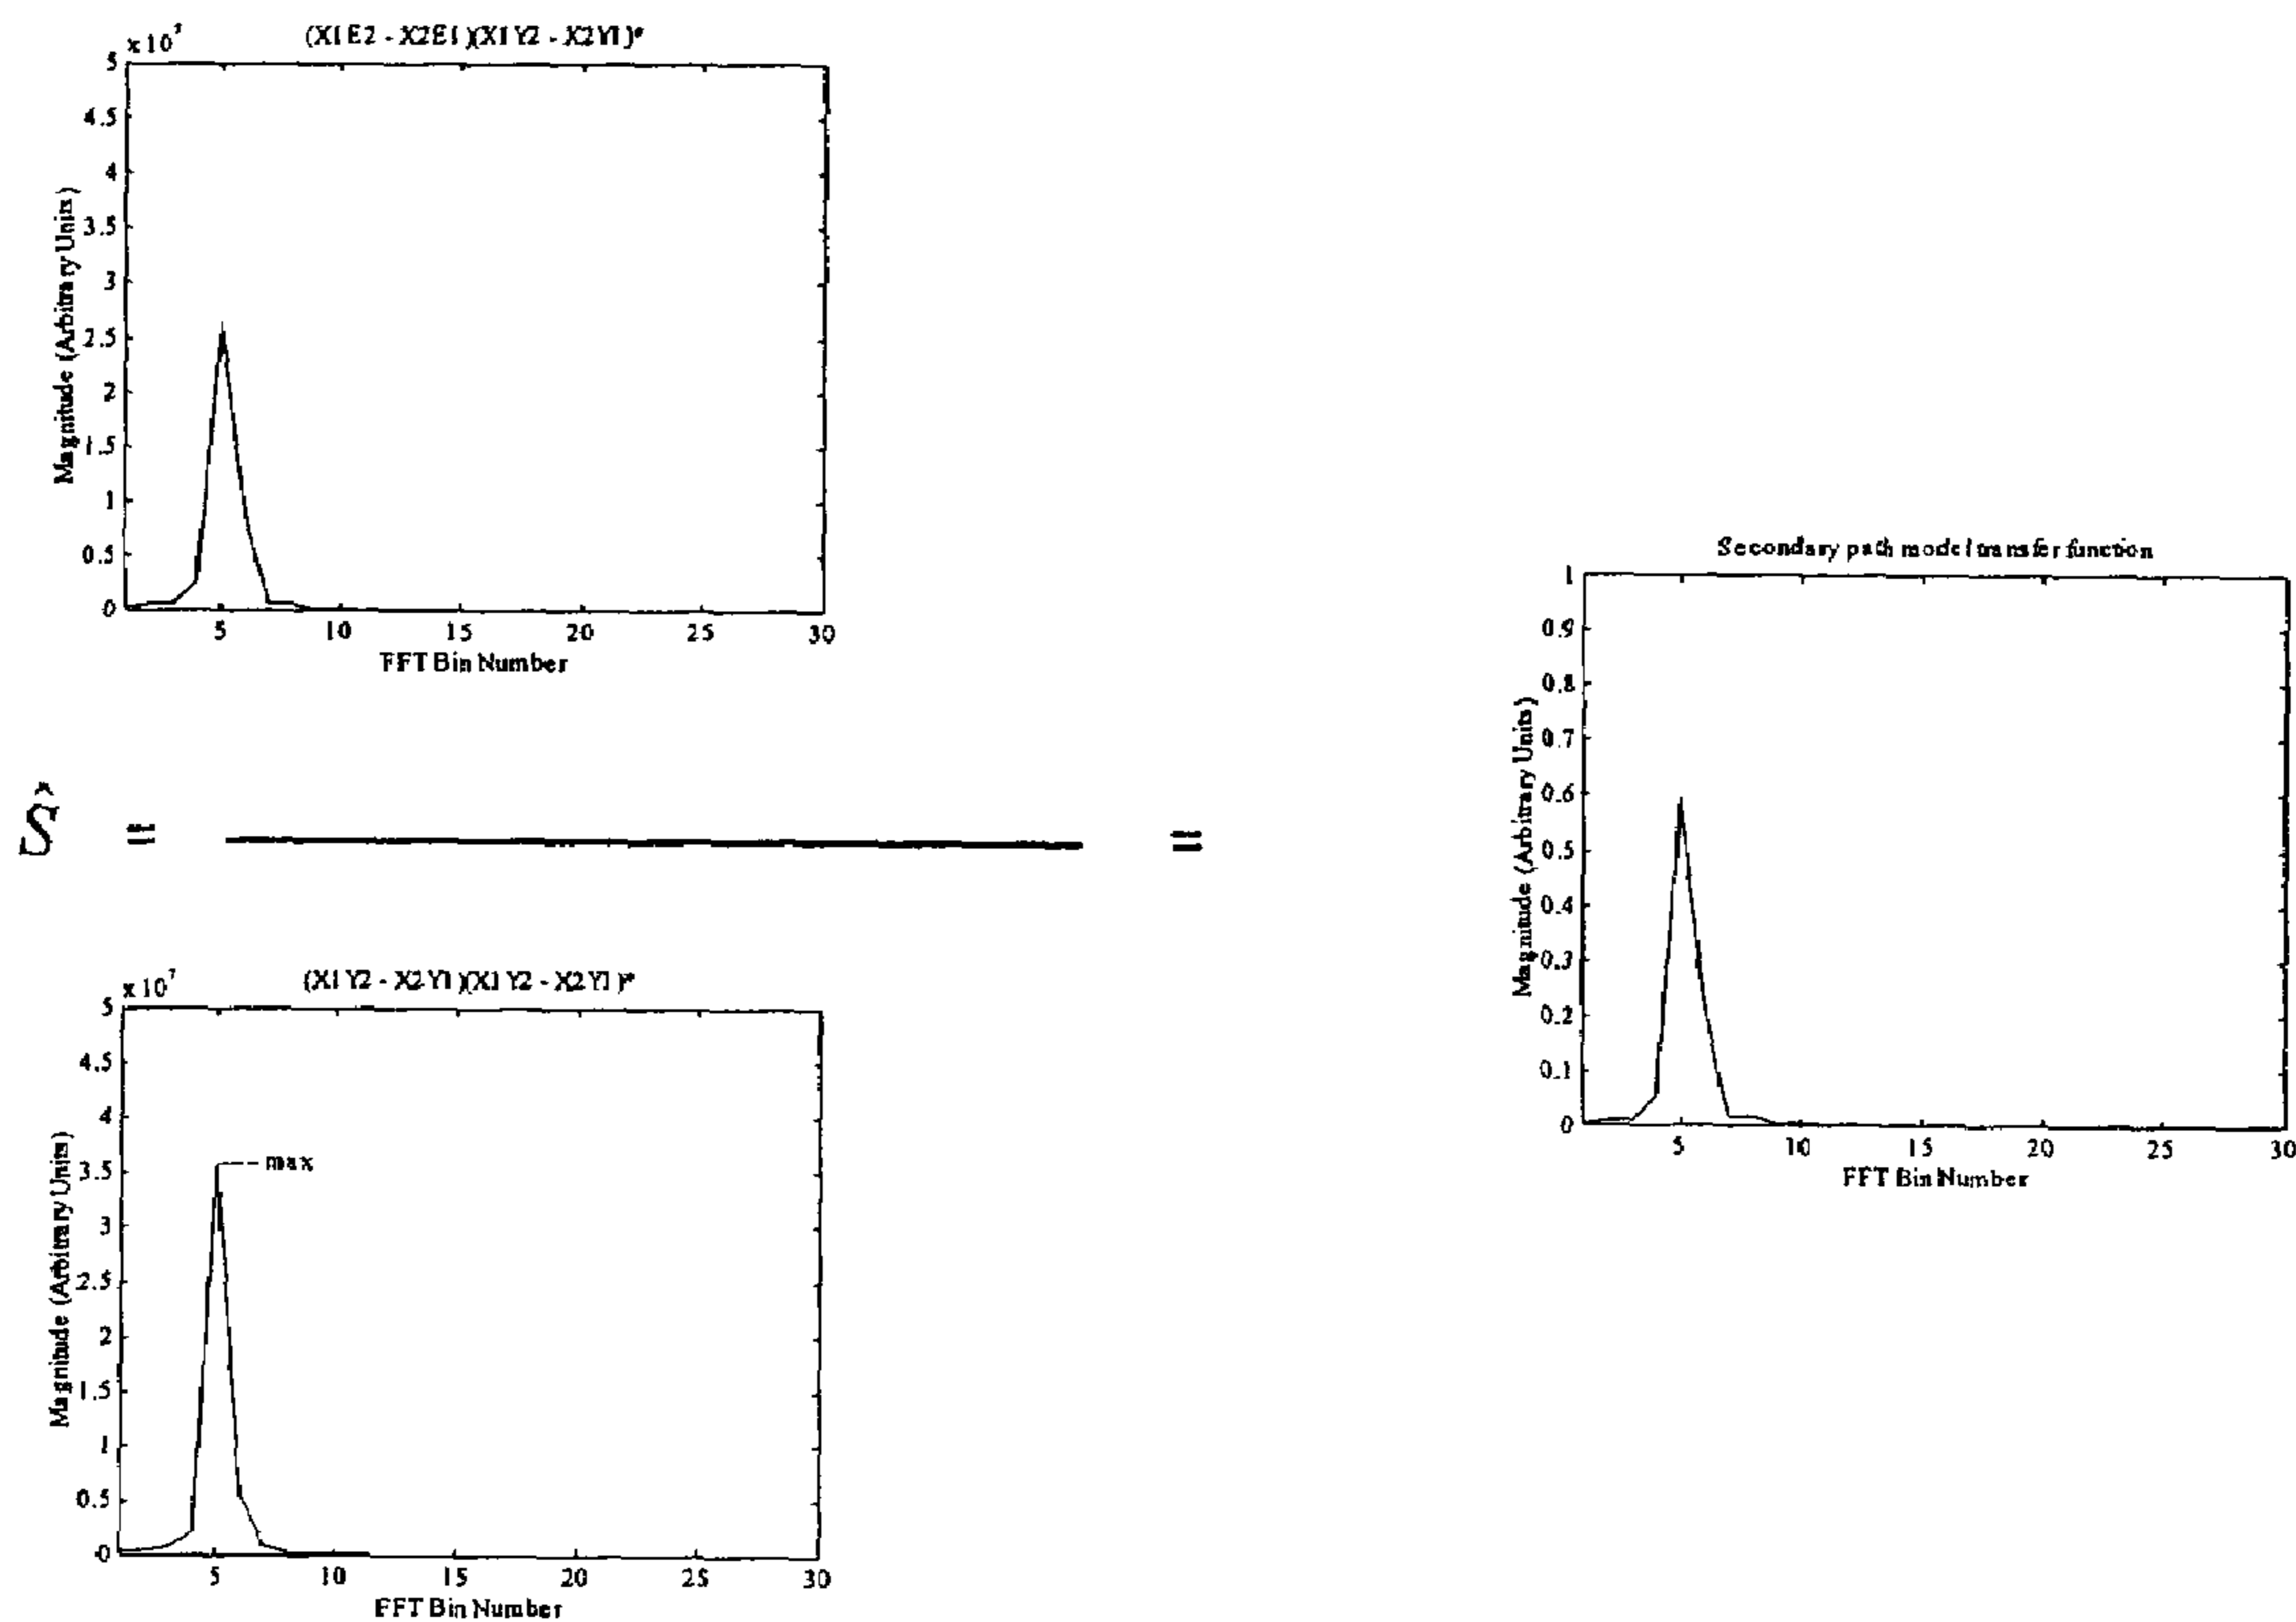 x10^7
(X1E2 - X2E1)(X1Y2 - X2Y1)*
5
4.5
4
3.5
3
2.5
2
1.5
1
0.5
0
Magnitude (Arbitrary Units)
5 10 15 20 25 30
FFT Bin Number
Ŝ = =
x10^7
(X1Y2 - X2Y1)(X1Y2 - X2Y1)*
5
4.5
4
3.5
3
2.5
2
1.5
1
0.5
0
max
Magnitude (Arbitrary Units)
5 10 15 20 25 30
FFT Bin Number
Secondary path model transfer function
1
0.9
0.8
0.7
0.6
0.5
0.4
0.3
0.2
0.1
0
Magnitude (Arbitrary Units)
5 10 15 20 25 30
FFT Bin Number